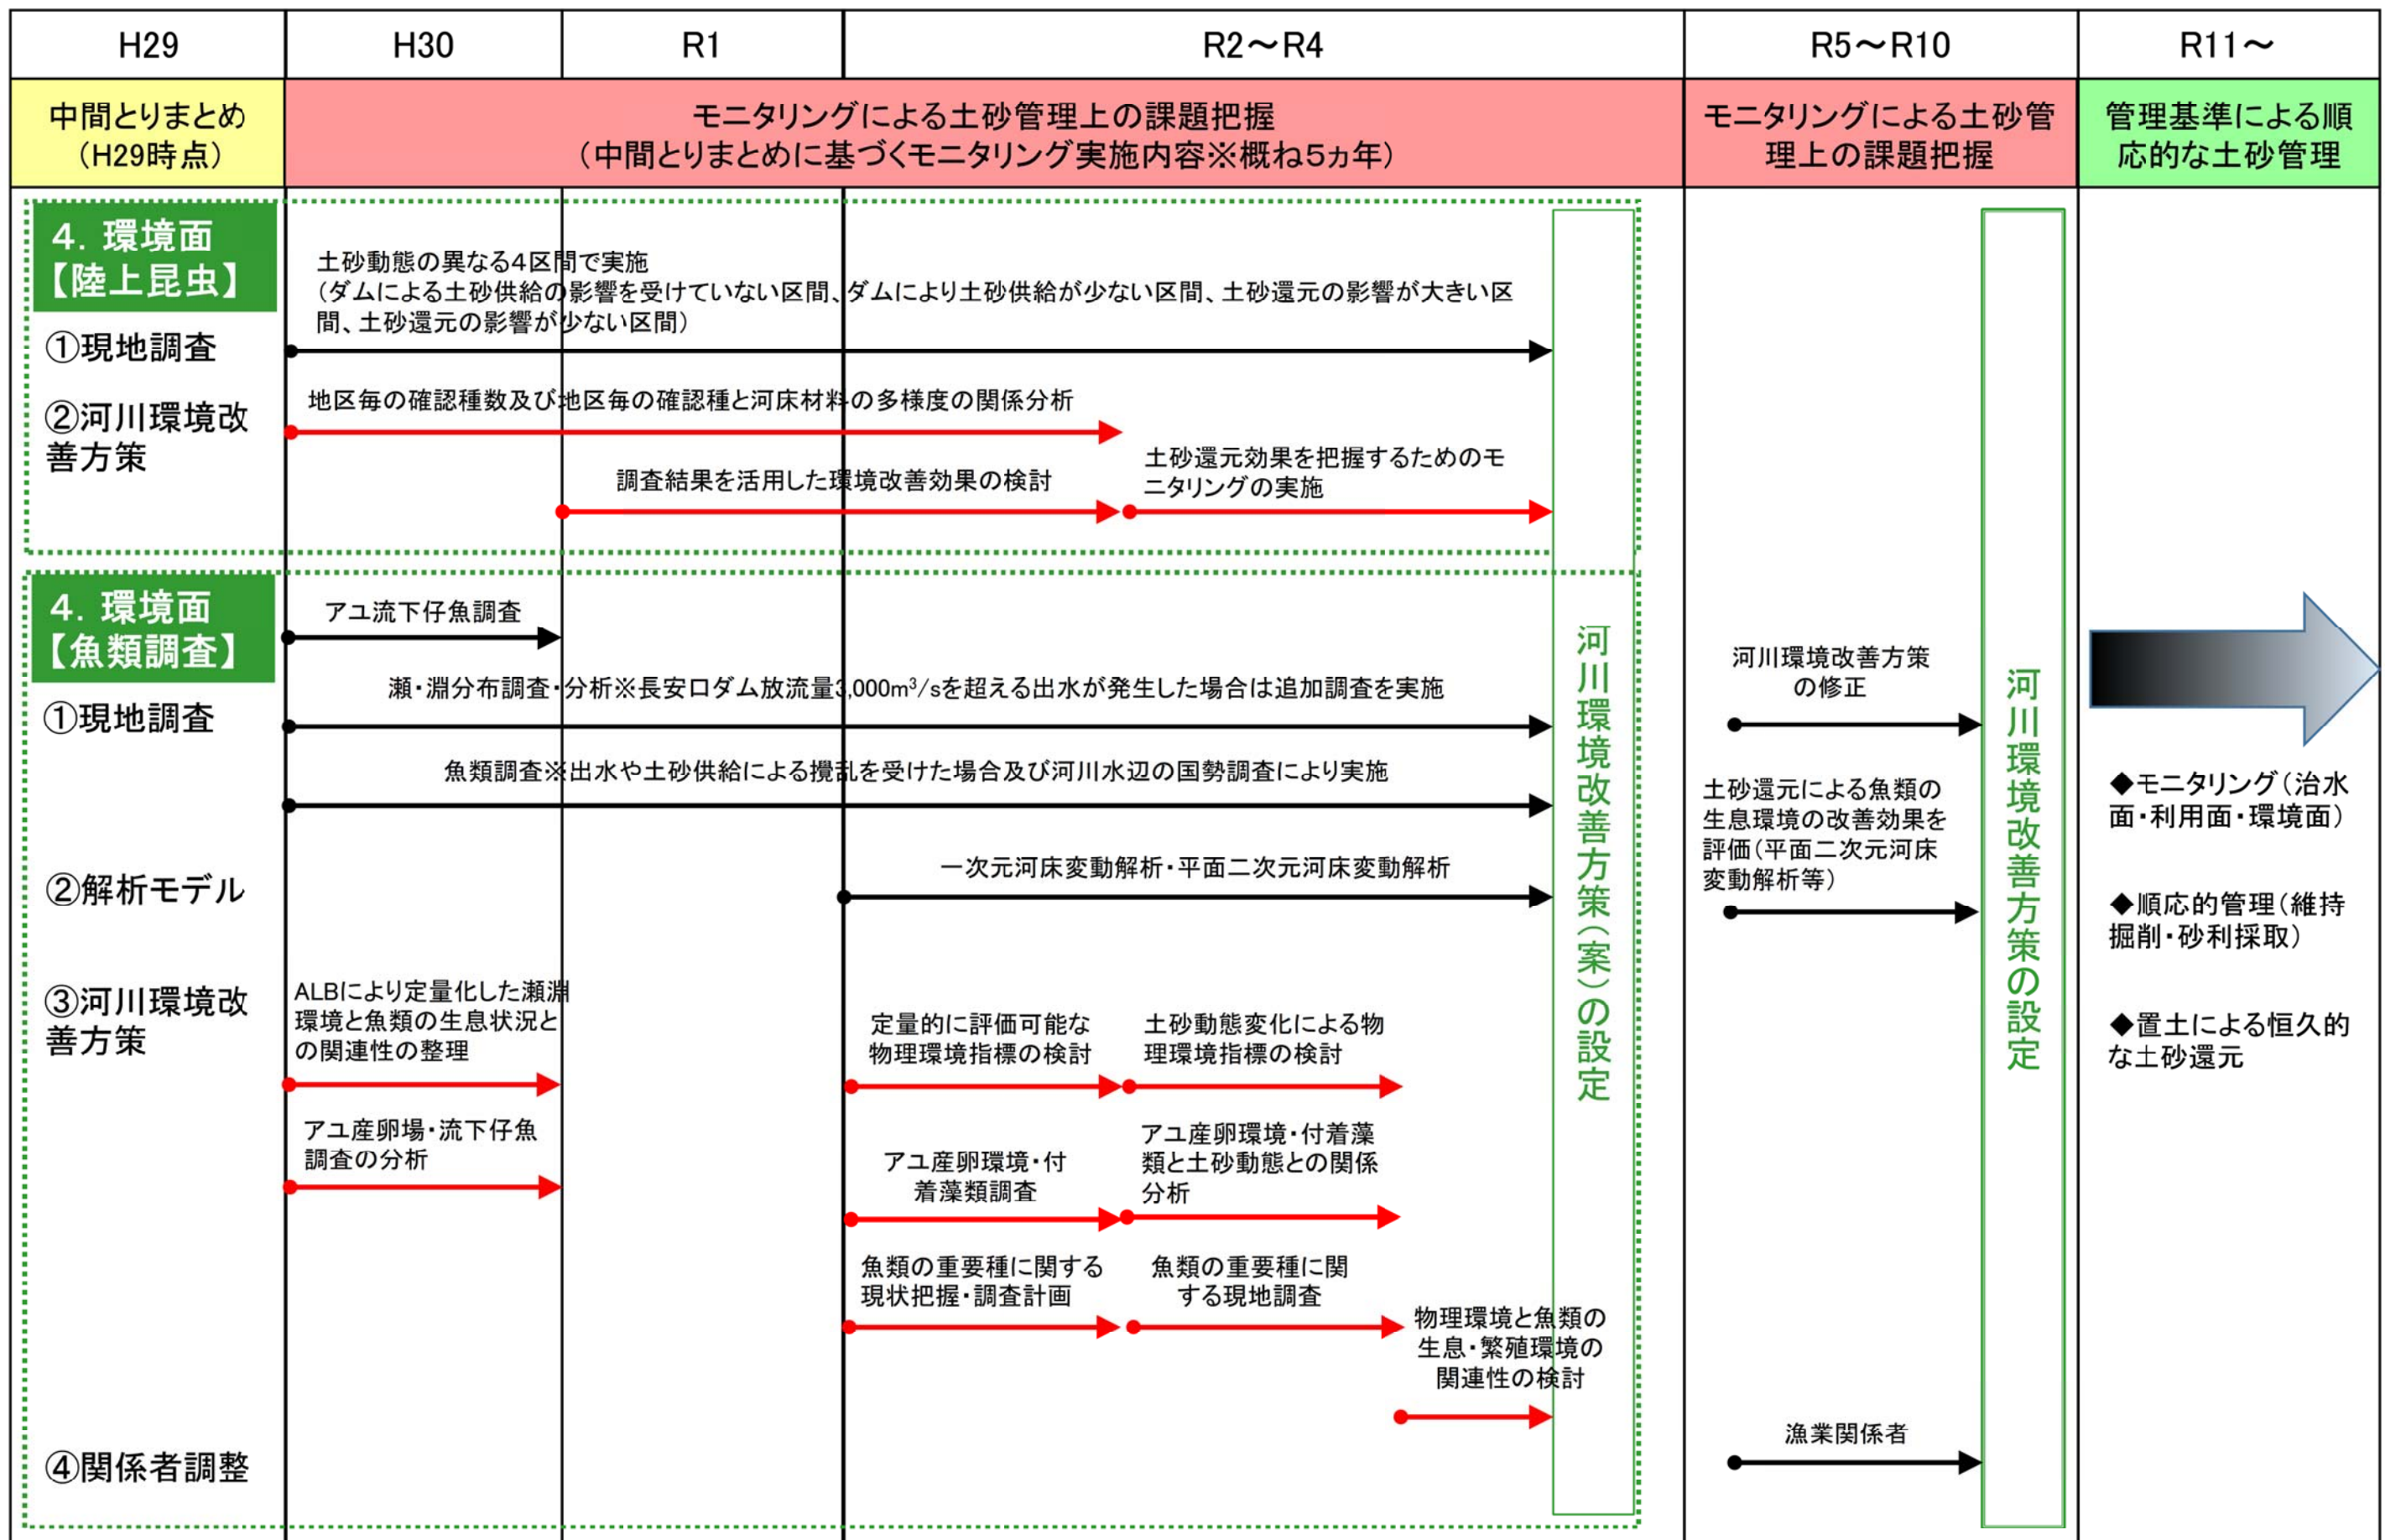 H29
H30
R1
R2～R4
R5～R10
R11～
中間とりまとめ
（H29時点）
モニタリングによる土砂管理上の課題把握
（中間とりまとめに基づくモニタリング実施内容※概ね5ヵ年）
モニタリングによる土砂管
理上の課題把握
管理基準による順
応的な土砂管理
4．環境面
【陸上昆虫】
土砂動態の異なる4区間で実施
（ダムによる土砂供給の影響を受けていない区間、ダムにより土砂供給が少ない区間、土砂還元の影響が大きい区
間、土砂還元の影響が少ない区間）
①現地調査
②河川環境改
善方策
地区毎の確認種数及び地区毎の確認種と河床材料の多様度の関係分析
調査結果を活用した環境改善効果の検討
土砂還元効果を把握するためのモ
ニタリングの実施
4．環境面
【魚類調査】
アユ流下仔魚調査
①現地調査
瀬・淵分布調査・分析※長安口ダム放流量3,000m³/sを超える出水が発生した場合は追加調査を実施
魚類調査※出水や土砂供給による攪乱を受けた場合及び河川水辺の国勢調査により実施
②解析モデル
一次元河床変動解析・平面二次元河床変動解析
③河川環境改
善方策
ALBにより定量化した瀬淵
環境と魚類の生息状況と
の関連性の整理
定量的に評価可能な
物理環境指標の検討
土砂動態変化による物
理環境指標の検討
アユ産卵場・流下仔魚
調査の分析
アユ産卵環境・付
着藻類調査
アユ産卵環境・付着藻
類と土砂動態との関係
分析
魚類の重要種に関する
現状把握・調査計画
魚類の重要種に関
する現地調査
物理環境と魚類の
生息・繁殖環境の
関連性の検討
④関係者調整
河川環境改善方策（案）の設定
河川環境改善方策
の修正
土砂還元による魚類の
生息環境の改善効果を
評価（平面二次元河床
変動解析等）
漁業関係者
河川環境改善方策の設定
◆モニタリング（治水
面・利用面・環境面）
◆順応的管理（維持
掘削・砂利採取）
◆置土による恒久的
な土砂還元